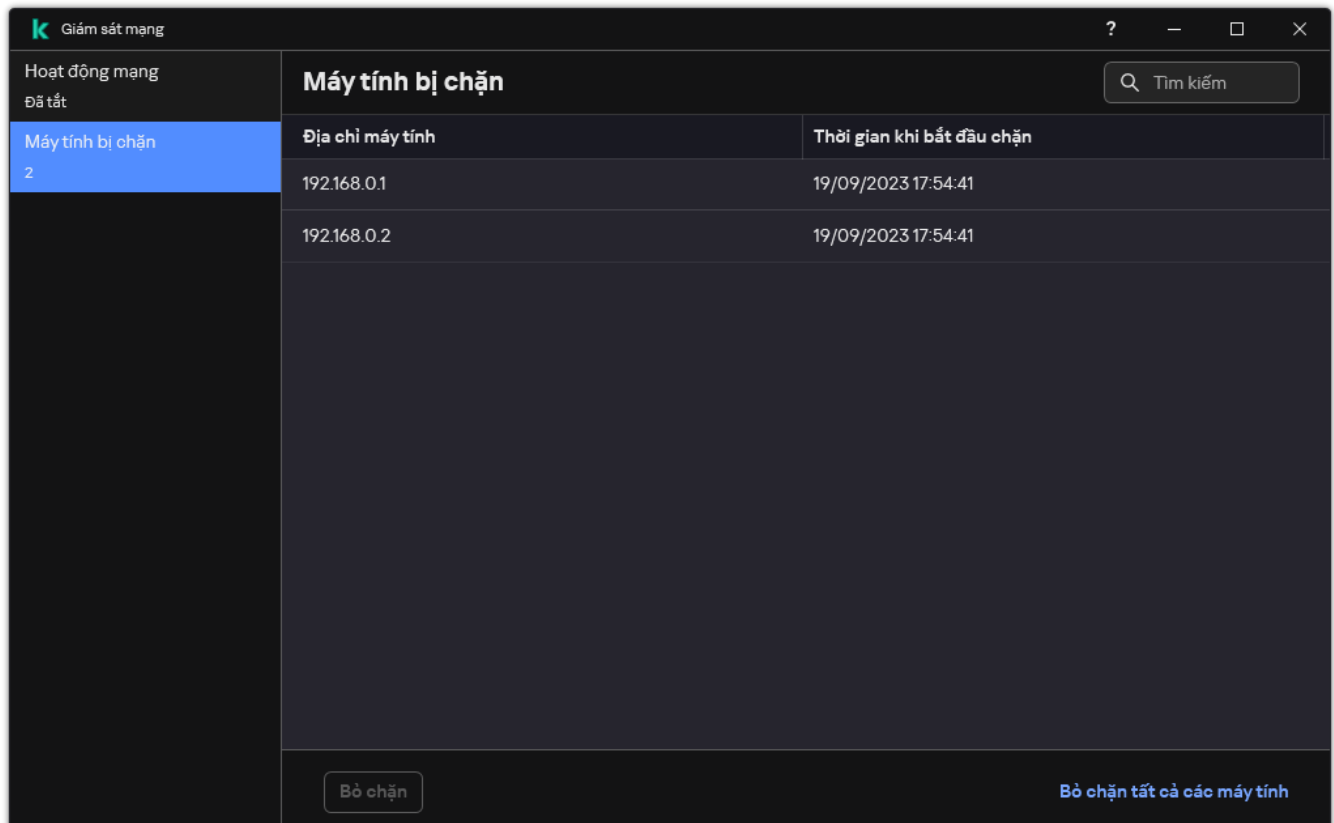 Giám sát mạng
?
Hoạt động mạng
Đã tắt
Máy tính bị chặn
2
Máy tính bị chặn
Tìm kiếm
Địa chỉ máy tính Thời gian khi bắt đầu chặn
192.168.0.1 19/09/2023 17:54:41
192.168.0.2 19/09/2023 17:54:41
Bỏ chặn
Bỏ chặn tất cả các máy tính